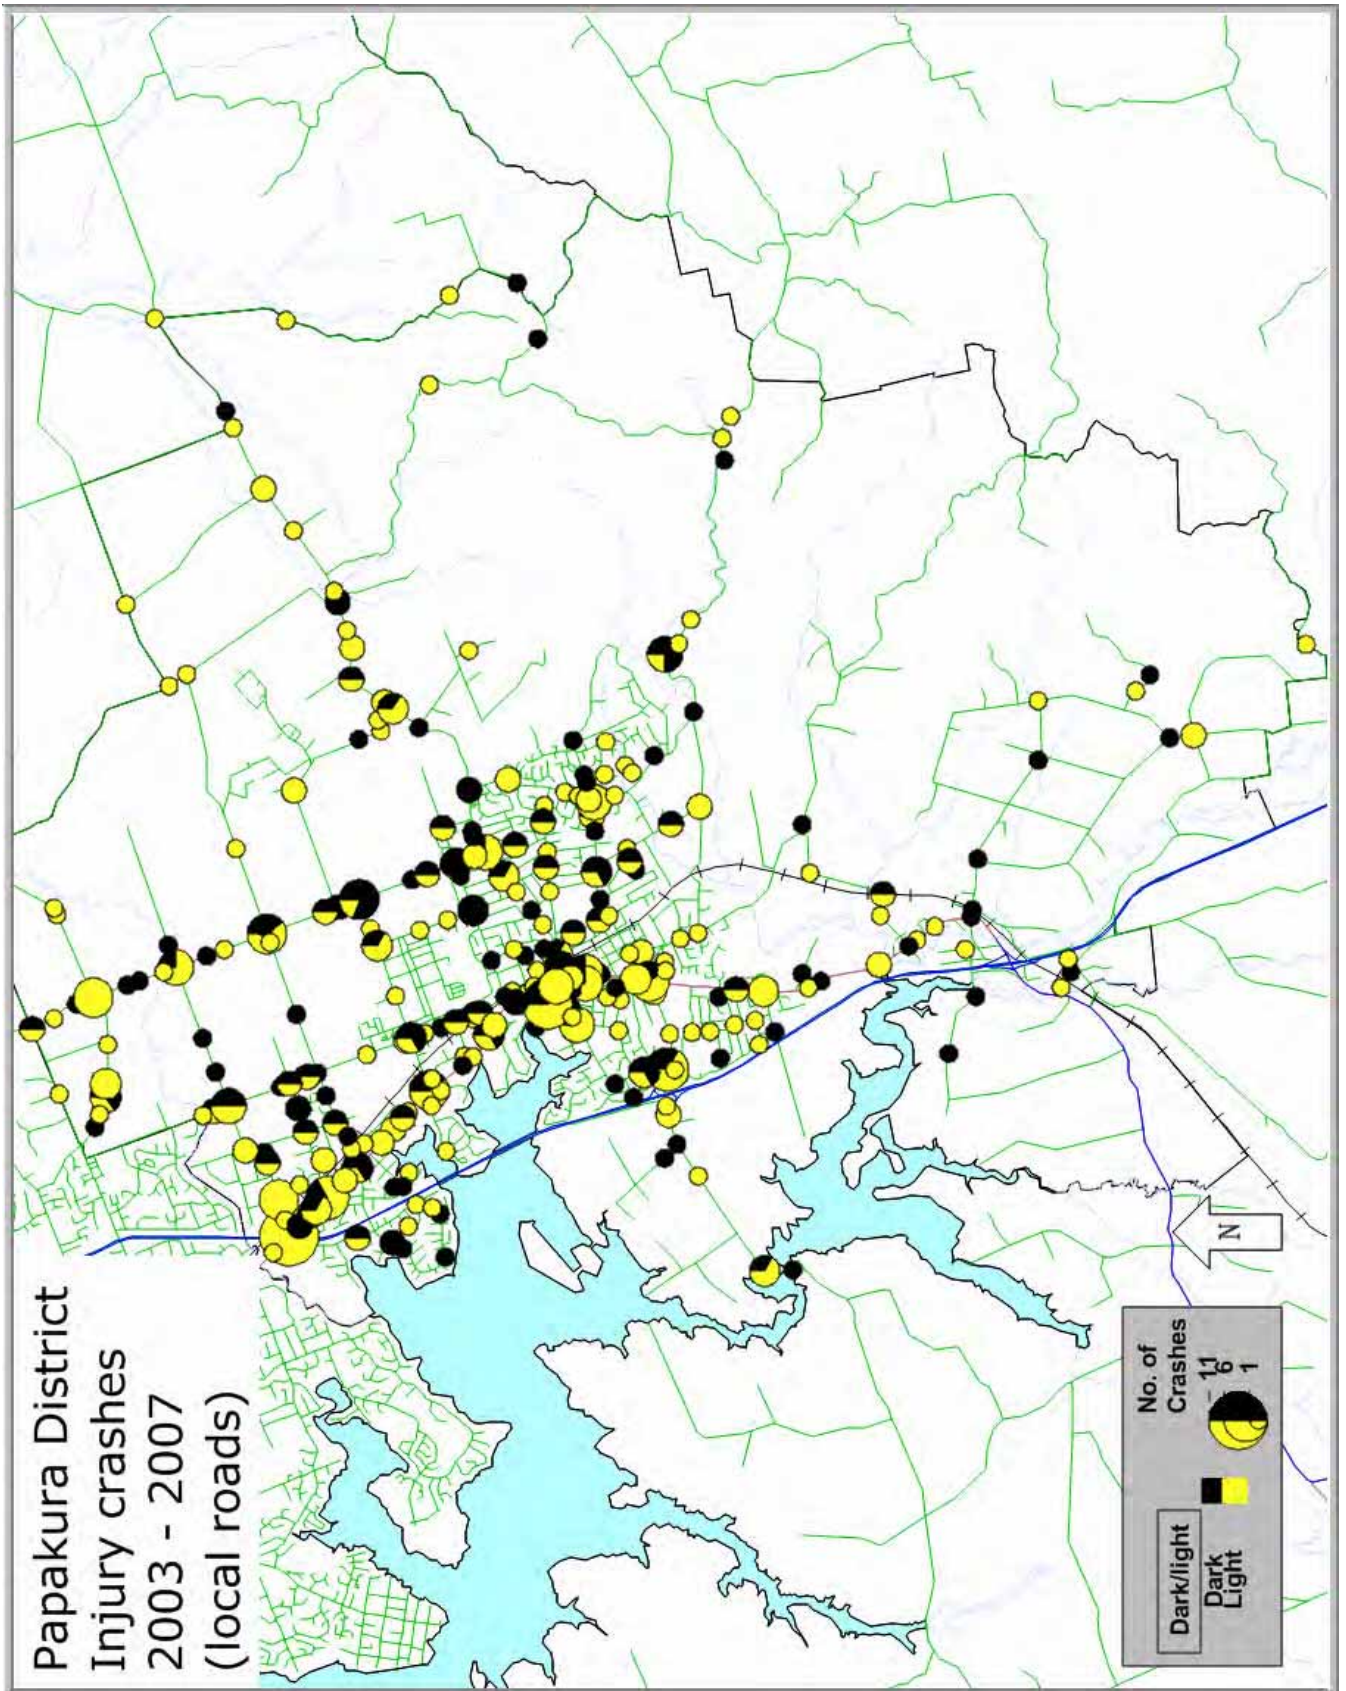 Papakura District
Injury crashes
2003 - 2007
(local roads)
Dark/light
Dark
Light
No. of
Crashes
11
6
1
N